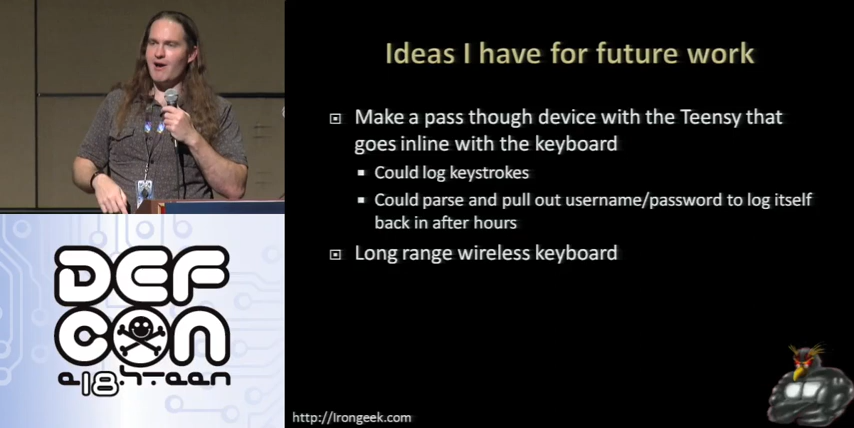 Ideas I have for future work
Make a pass though device with the Teensy that
goes inline with the keyboard
Could log keystrokes
Could parse and pull out username/password to log itself
back in after hours
Long range wireless keyboard
DEF
CON
e18hteen
http://Irongeek.com